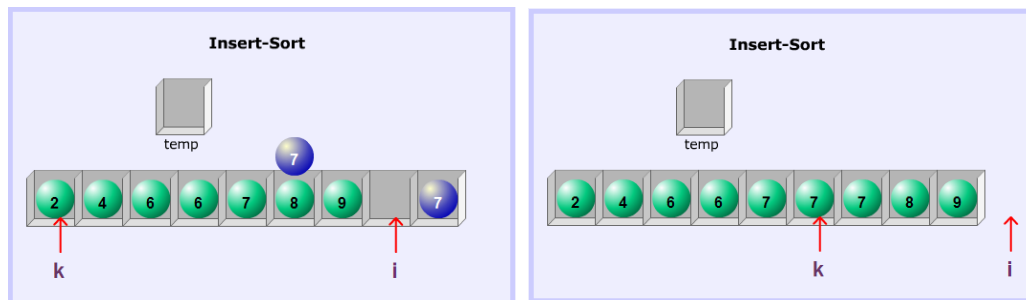 Insert-Sort
temp
7
2 4 6 6 7 8 9 7
k i
Insert-Sort
temp
2 4 6 6 7 7 7 8 9
k i